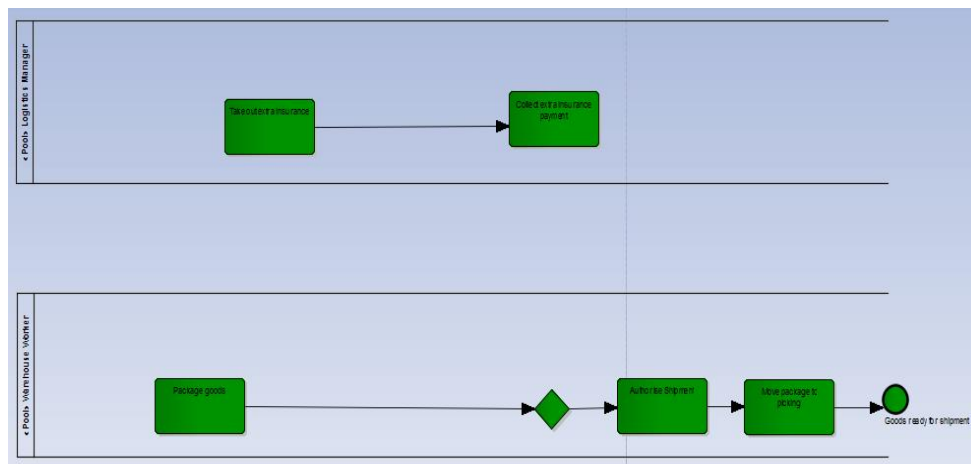 «Pool» Logistics Manager
Take out extra insurance
Collect extra insurance
payment
«Pool» Warehouse Worker
Package goods
Authorise Shipment
Move package to
picking
Goods ready for shipment